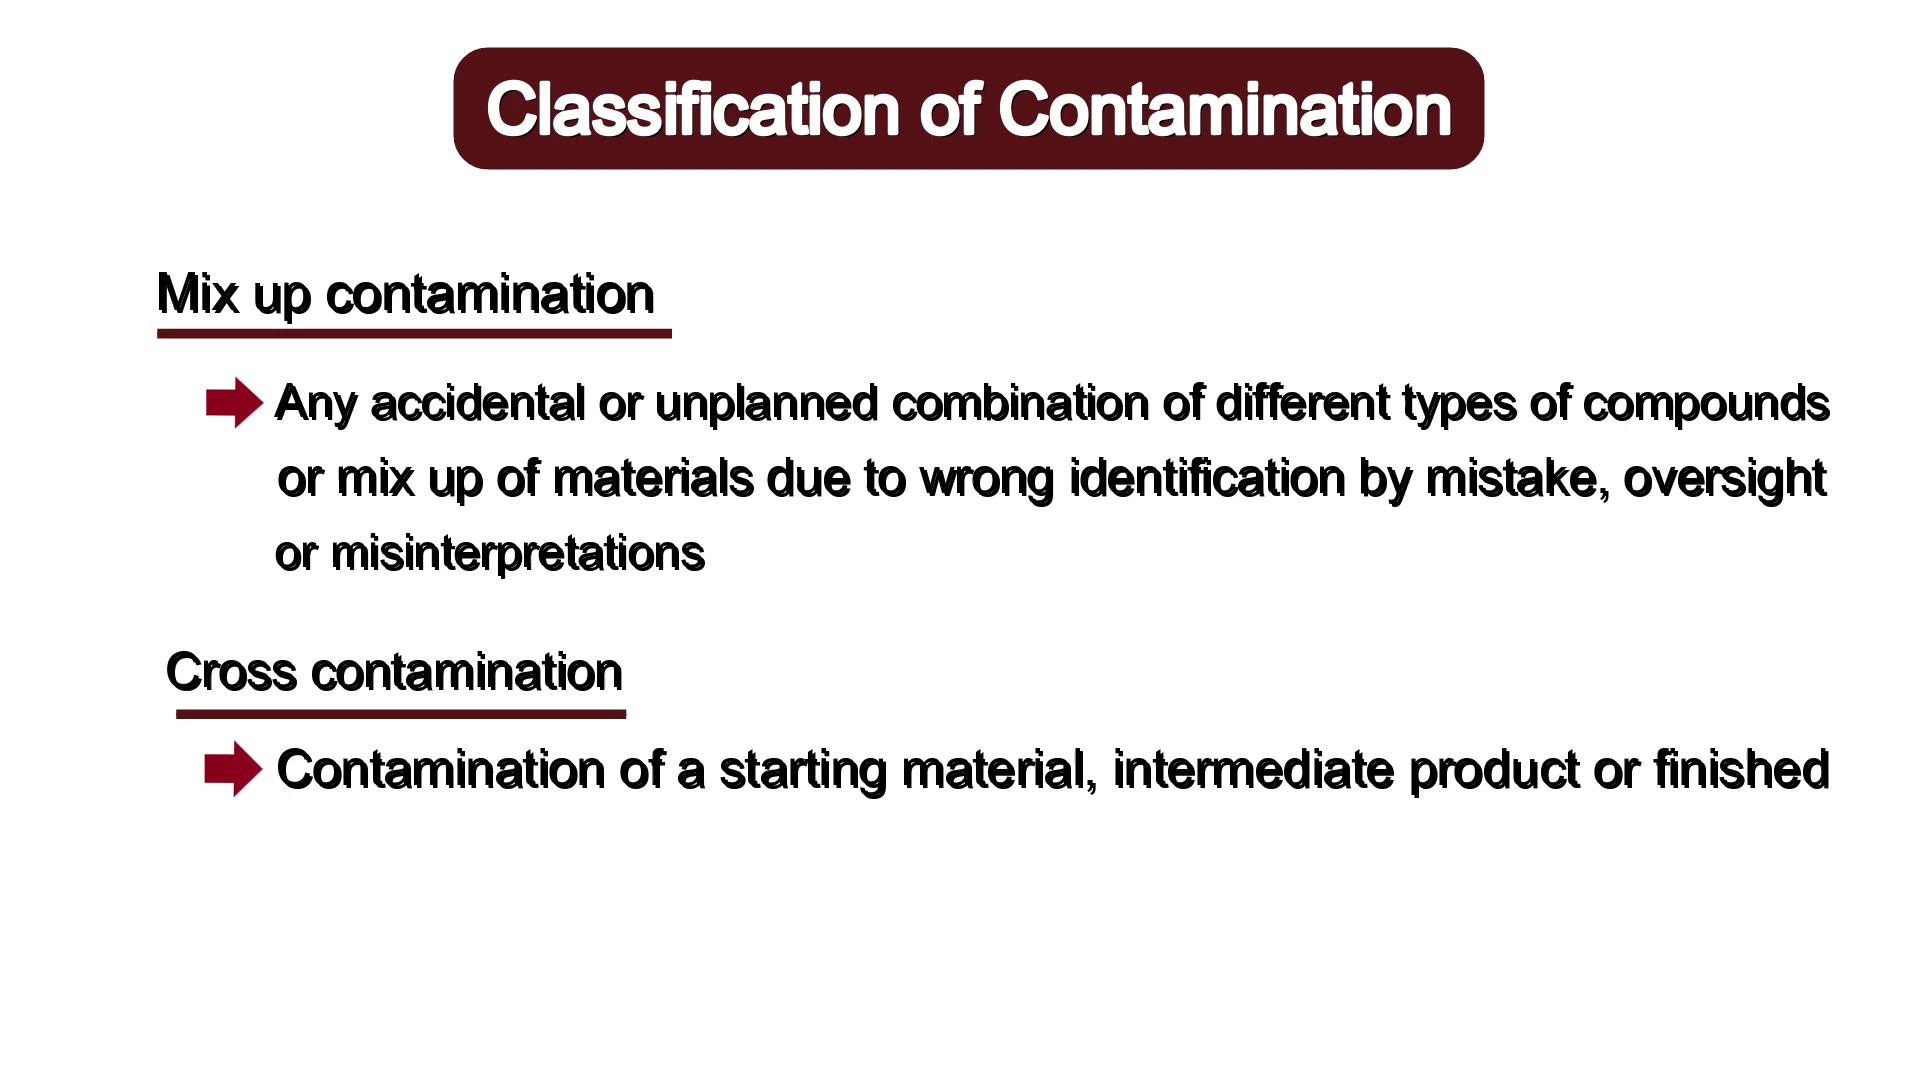 Classification of Contamination
Mix up contamination
Any accidental or unplanned combination of different types of compounds
or mix up of materials due to wrong identification by mistake, oversight
or misinterpretations
Cross contamination
Contamination of a starting material, intermediate product or finished